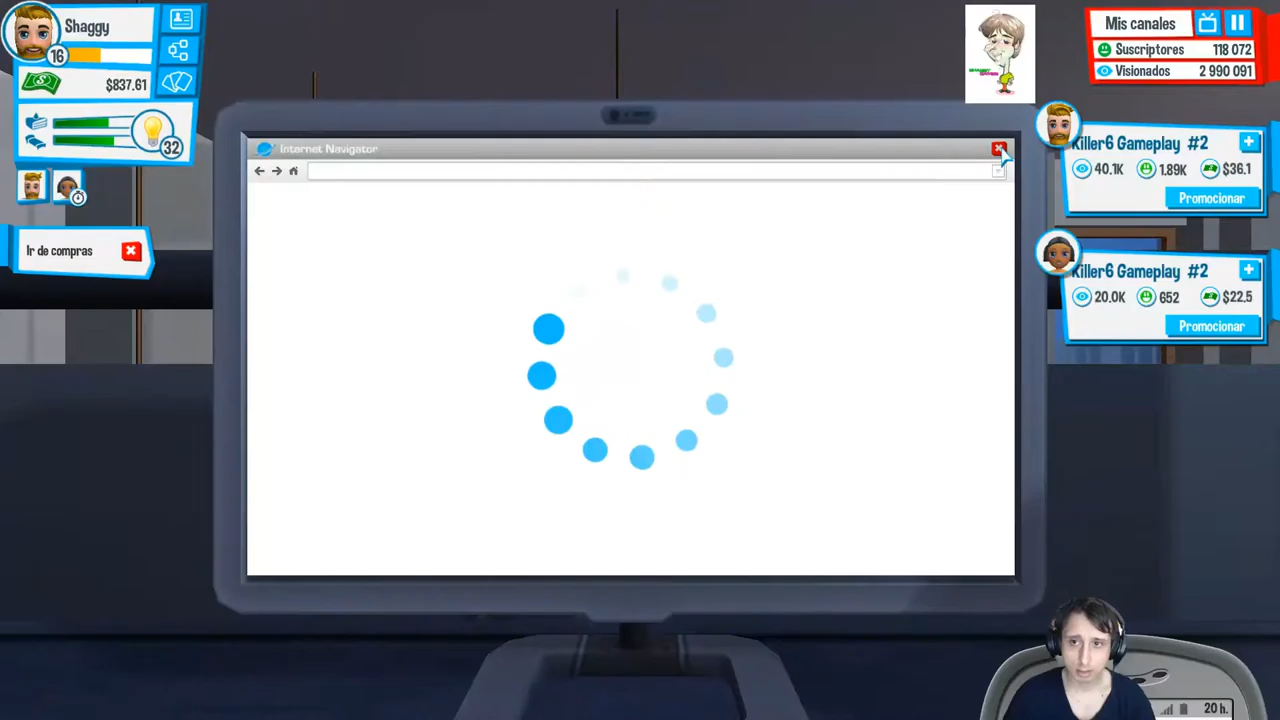 Shaggy
16
$837.61
32
Ir de compras
Internet Navigator
Mis canales
Suscriptores 118 072
Visionados 2 990 091
Killer6 Gameplay #2
40.1K 1.89K $36.1
Promocionar
Killer6 Gameplay #2
20.0K 652 $22.5
Promocionar
20 h.